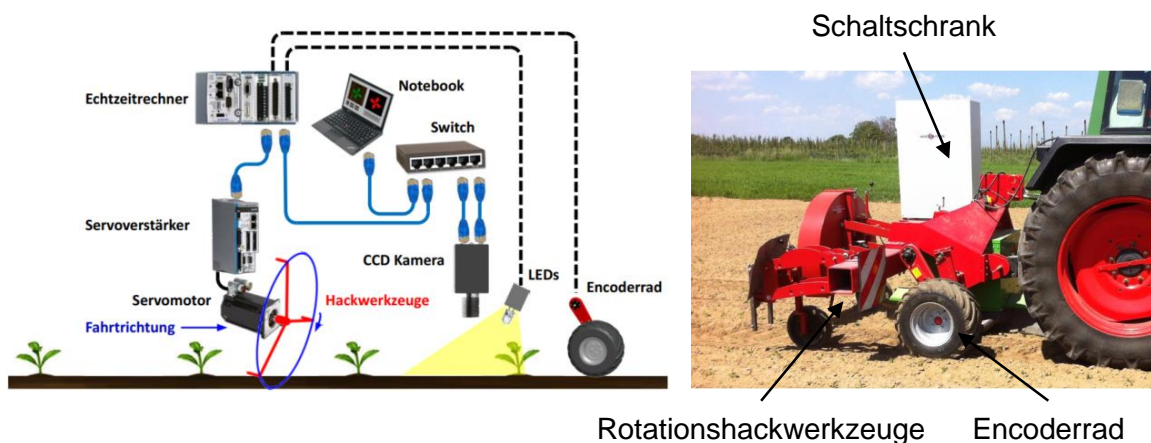 Schaltschrank
Echtzeitrechner
Notebook
Switch
Servoverstärker
CCD Kamera
LEDs
Encoderrad
Servomotor
Hackwerkzeuge
Fahrtrichtung
Rotationshackwerkzeuge
Encoderrad